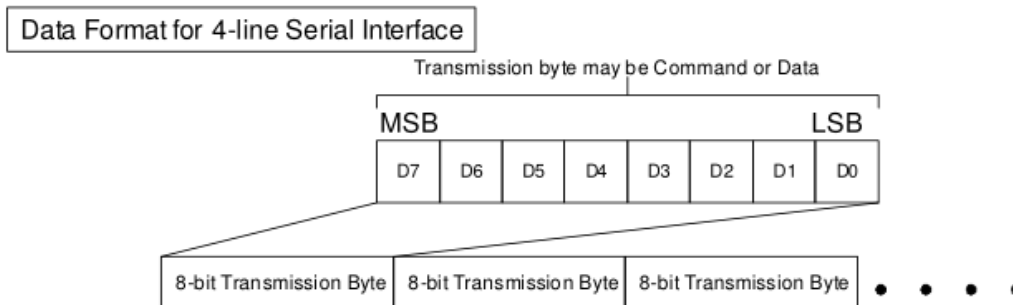 Data Format for 4-line Serial Interface
Transmission byte may be Command or Data
MSB LSB
D7 D6 D5 D4 D3 D2 D1 D0
8-bit Transmission Byte 8-bit Transmission Byte 8-bit Transmission Byte